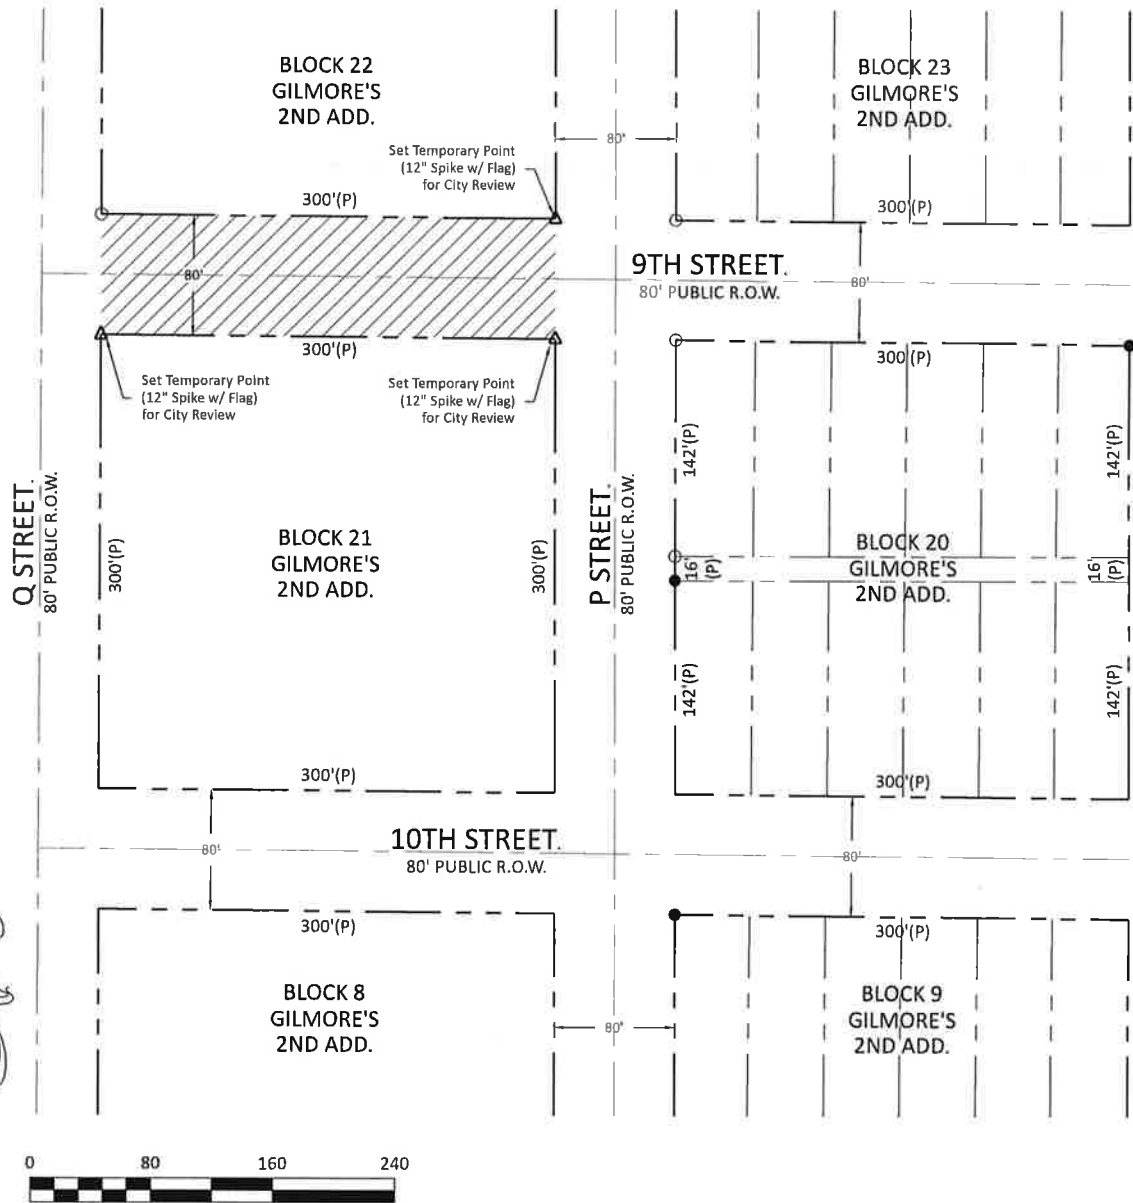 BLOCK 22
GILMORE'S
2ND ADD.
BLOCK 23
GILMORE'S
2ND ADD.
80'
Set Temporary Point
(12" Spike w/ Flag)
for City Review
300'(P)
300'(P)
80'
9TH STREET.
80' PUBLIC R.O.W.
80'
300'(P)
300'(P)
Set Temporary Point
(12" Spike w/ Flag)
for City Review
Set Temporary Point
(12" Spike w/ Flag)
for City Review
142'(P)
142'(P)
Q STREET.
80' PUBLIC R.O.W.
300'(P)
BLOCK 21
GILMORE'S
2ND ADD.
300'(P)
P STREET.
80' PUBLIC R.O.W.
16'
(P)
BLOCK 20
GILMORE'S
2ND ADD.
16'
(P)
142'(P)
142'(P)
300'(P)
300'(P)
80'
10TH STREET.
80' PUBLIC R.O.W.
80'
300'(P)
300'(P)
BLOCK 8
GILMORE'S
2ND ADD.
80'
BLOCK 9
GILMORE'S
2ND ADD.
0 80 160 240